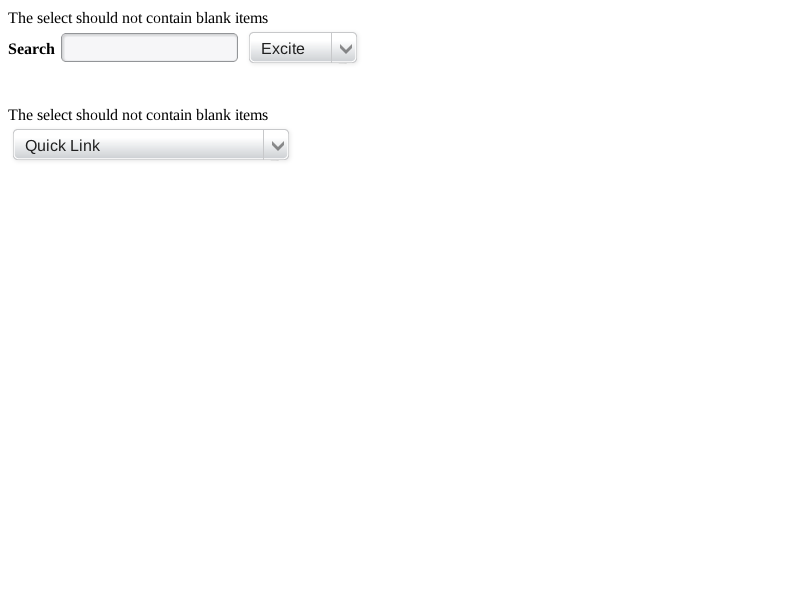 The select should not contain blank items
Search Excite
The select should not contain blank items
Quick Link